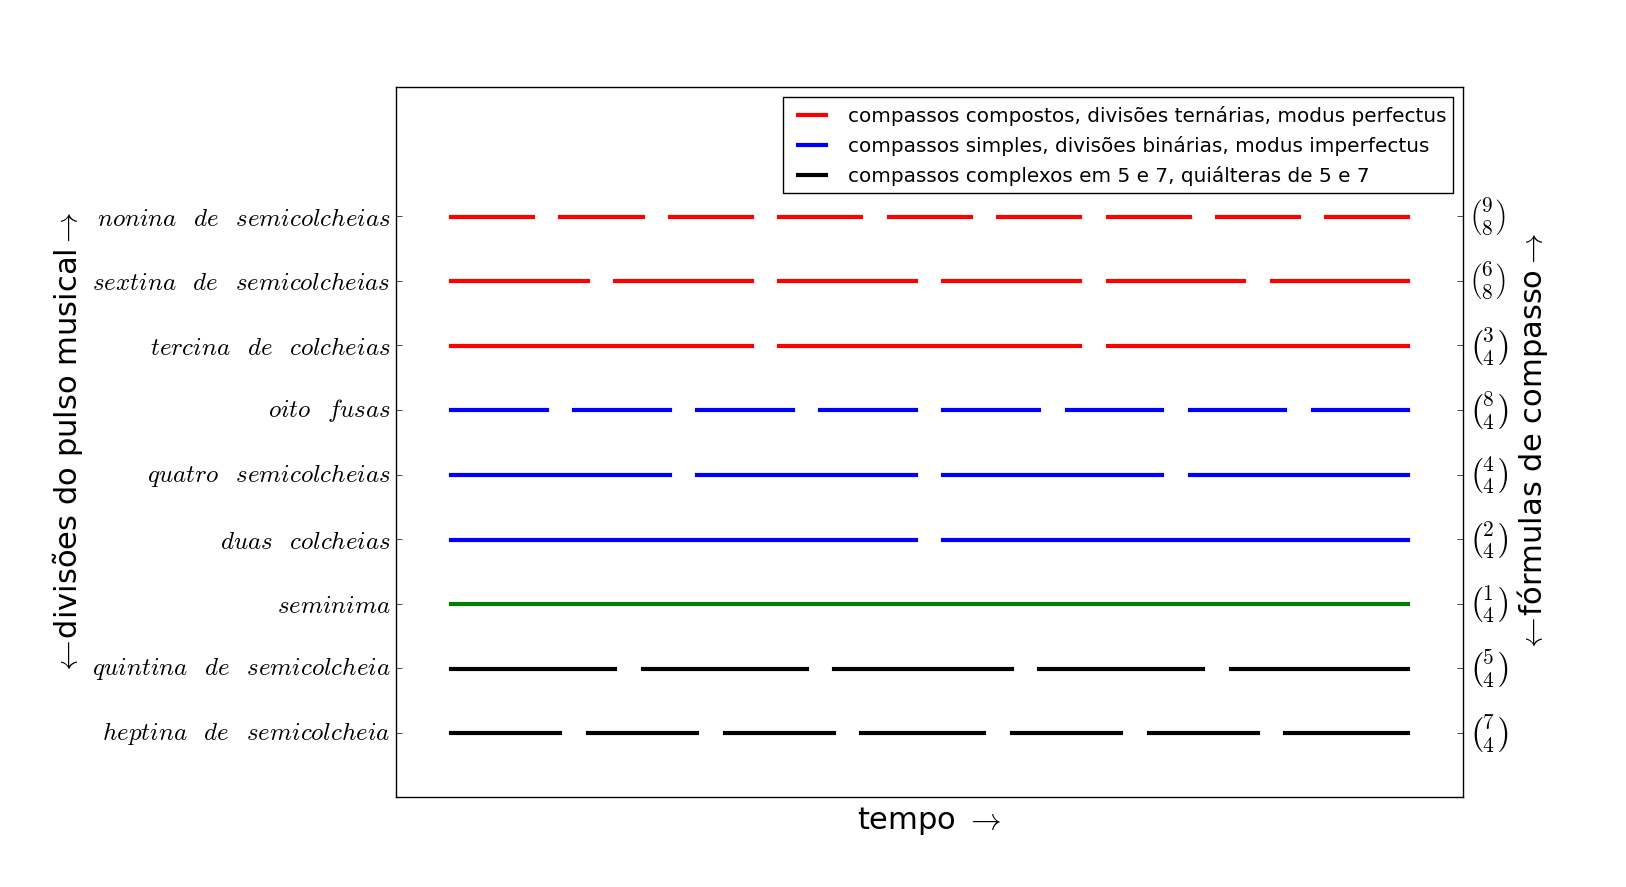 compassos compostos, divisões ternárias, modus perfectus
compassos simples, divisões binárias, modus imperfectus
compassos complexos em 5 e 7, quiálteras de 5 e 7
←divisões do pulso musical→
nonina de semicolcheias
sextina de semicolcheias
tercina de colcheias
oito fusas
quatro semicolcheias
duas colcheias
seminima
quintina de semicolcheia
heptina de semicolcheia
(9
8)
(6
8)
(3
4)
(8
4)
(4
4)
(2
4)
(1
4)
(5
4)
(7
4)
←fórmulas de compasso→
tempo →